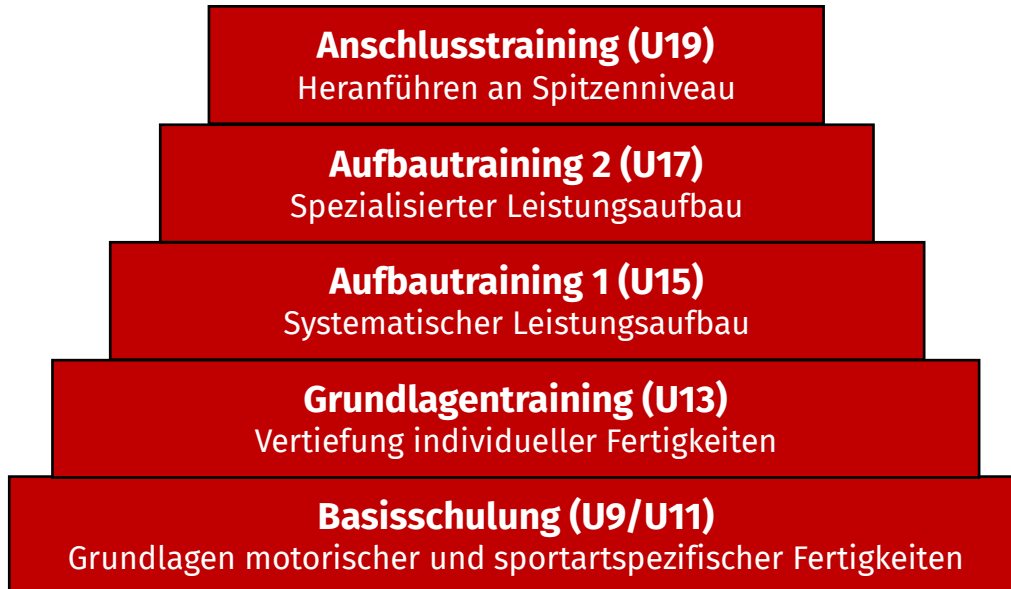 Anschlusstraining (U19)
Heranführen an Spitzenniveau
Aufbautraining 2 (U17)
Spezialisierter Leistungsaufbau
Aufbautraining 1 (U15)
Systematischer Leistungsaufbau
Grundlagentraining (U13)
Vertiefung individueller Fertigkeiten
Basisschulung (U9/U11)
Grundlagen motorischer und sportartspezifischer Fertigkeiten